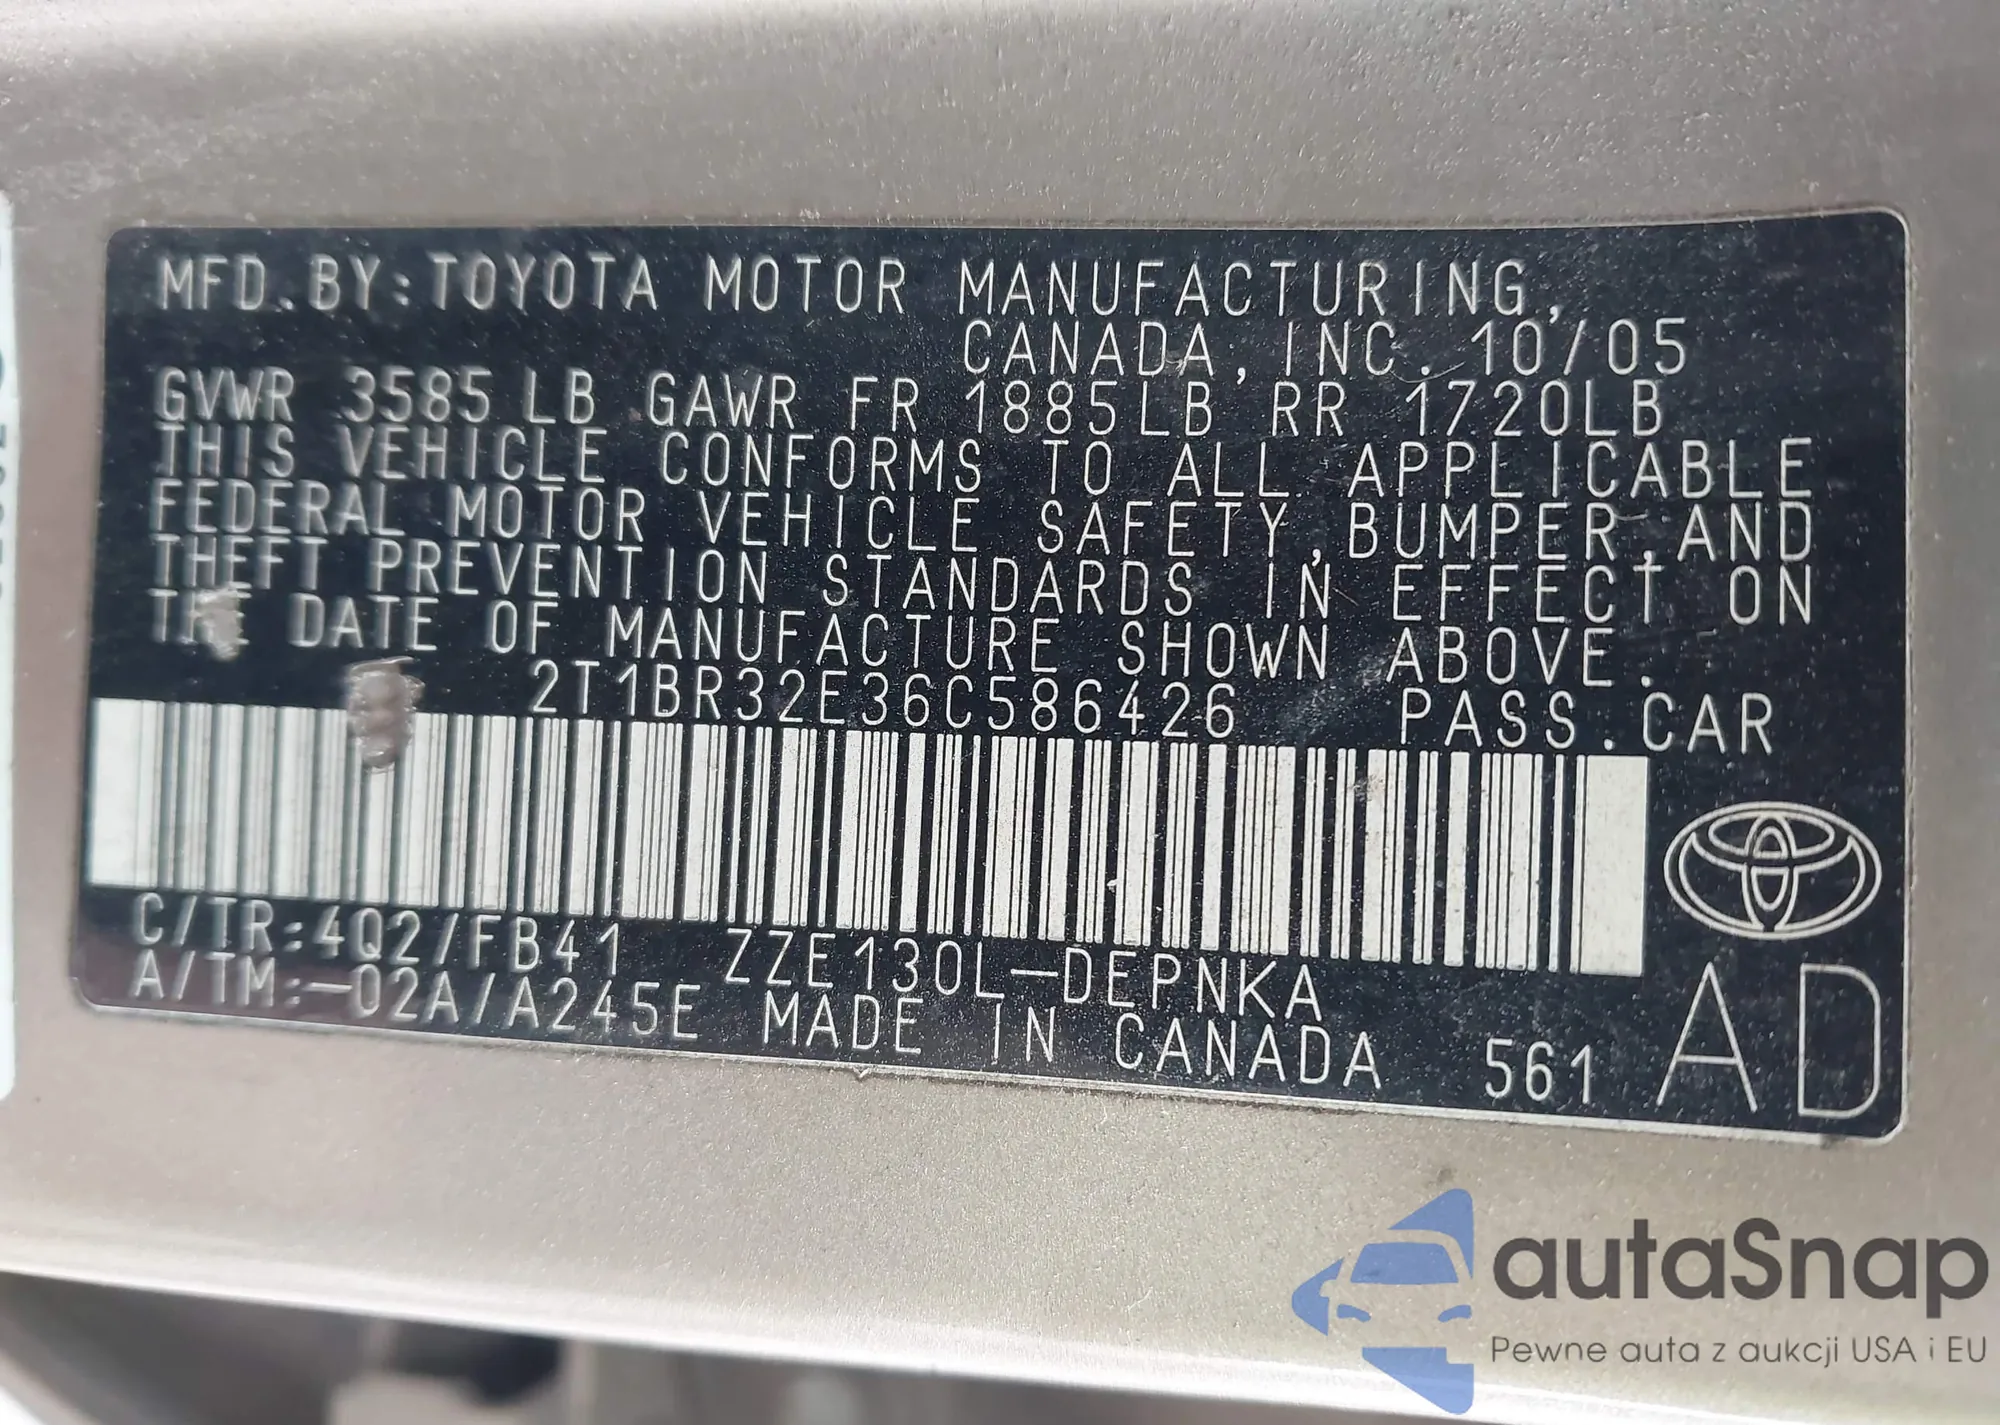 MFD. BY: TOYOTA MOTOR MANUFACTURING,
CANADA, INC. 10/05
GVWR 3585 LB GAWR FR 1885LB RR 1720LB
THIS VEHICLE CONFORMS TO ALL APPLICABLE
FEDERAL MOTOR VEHICLE SAFETY, BUMPER, AND
THEFT PREVENTION STANDARDS IN EFFECT ON
THE DATE OF MANUFACTURE SHOWN ABOVE.
2T1BR32E36C586426 PASS. CAR
C/TR:4Q2/FB41 ZZE130L-DEPNKA
A/TM:-02A/A245E MADE IN CANADA 561 AD
autaSnap
Pewne auta z aukcji USA i EU